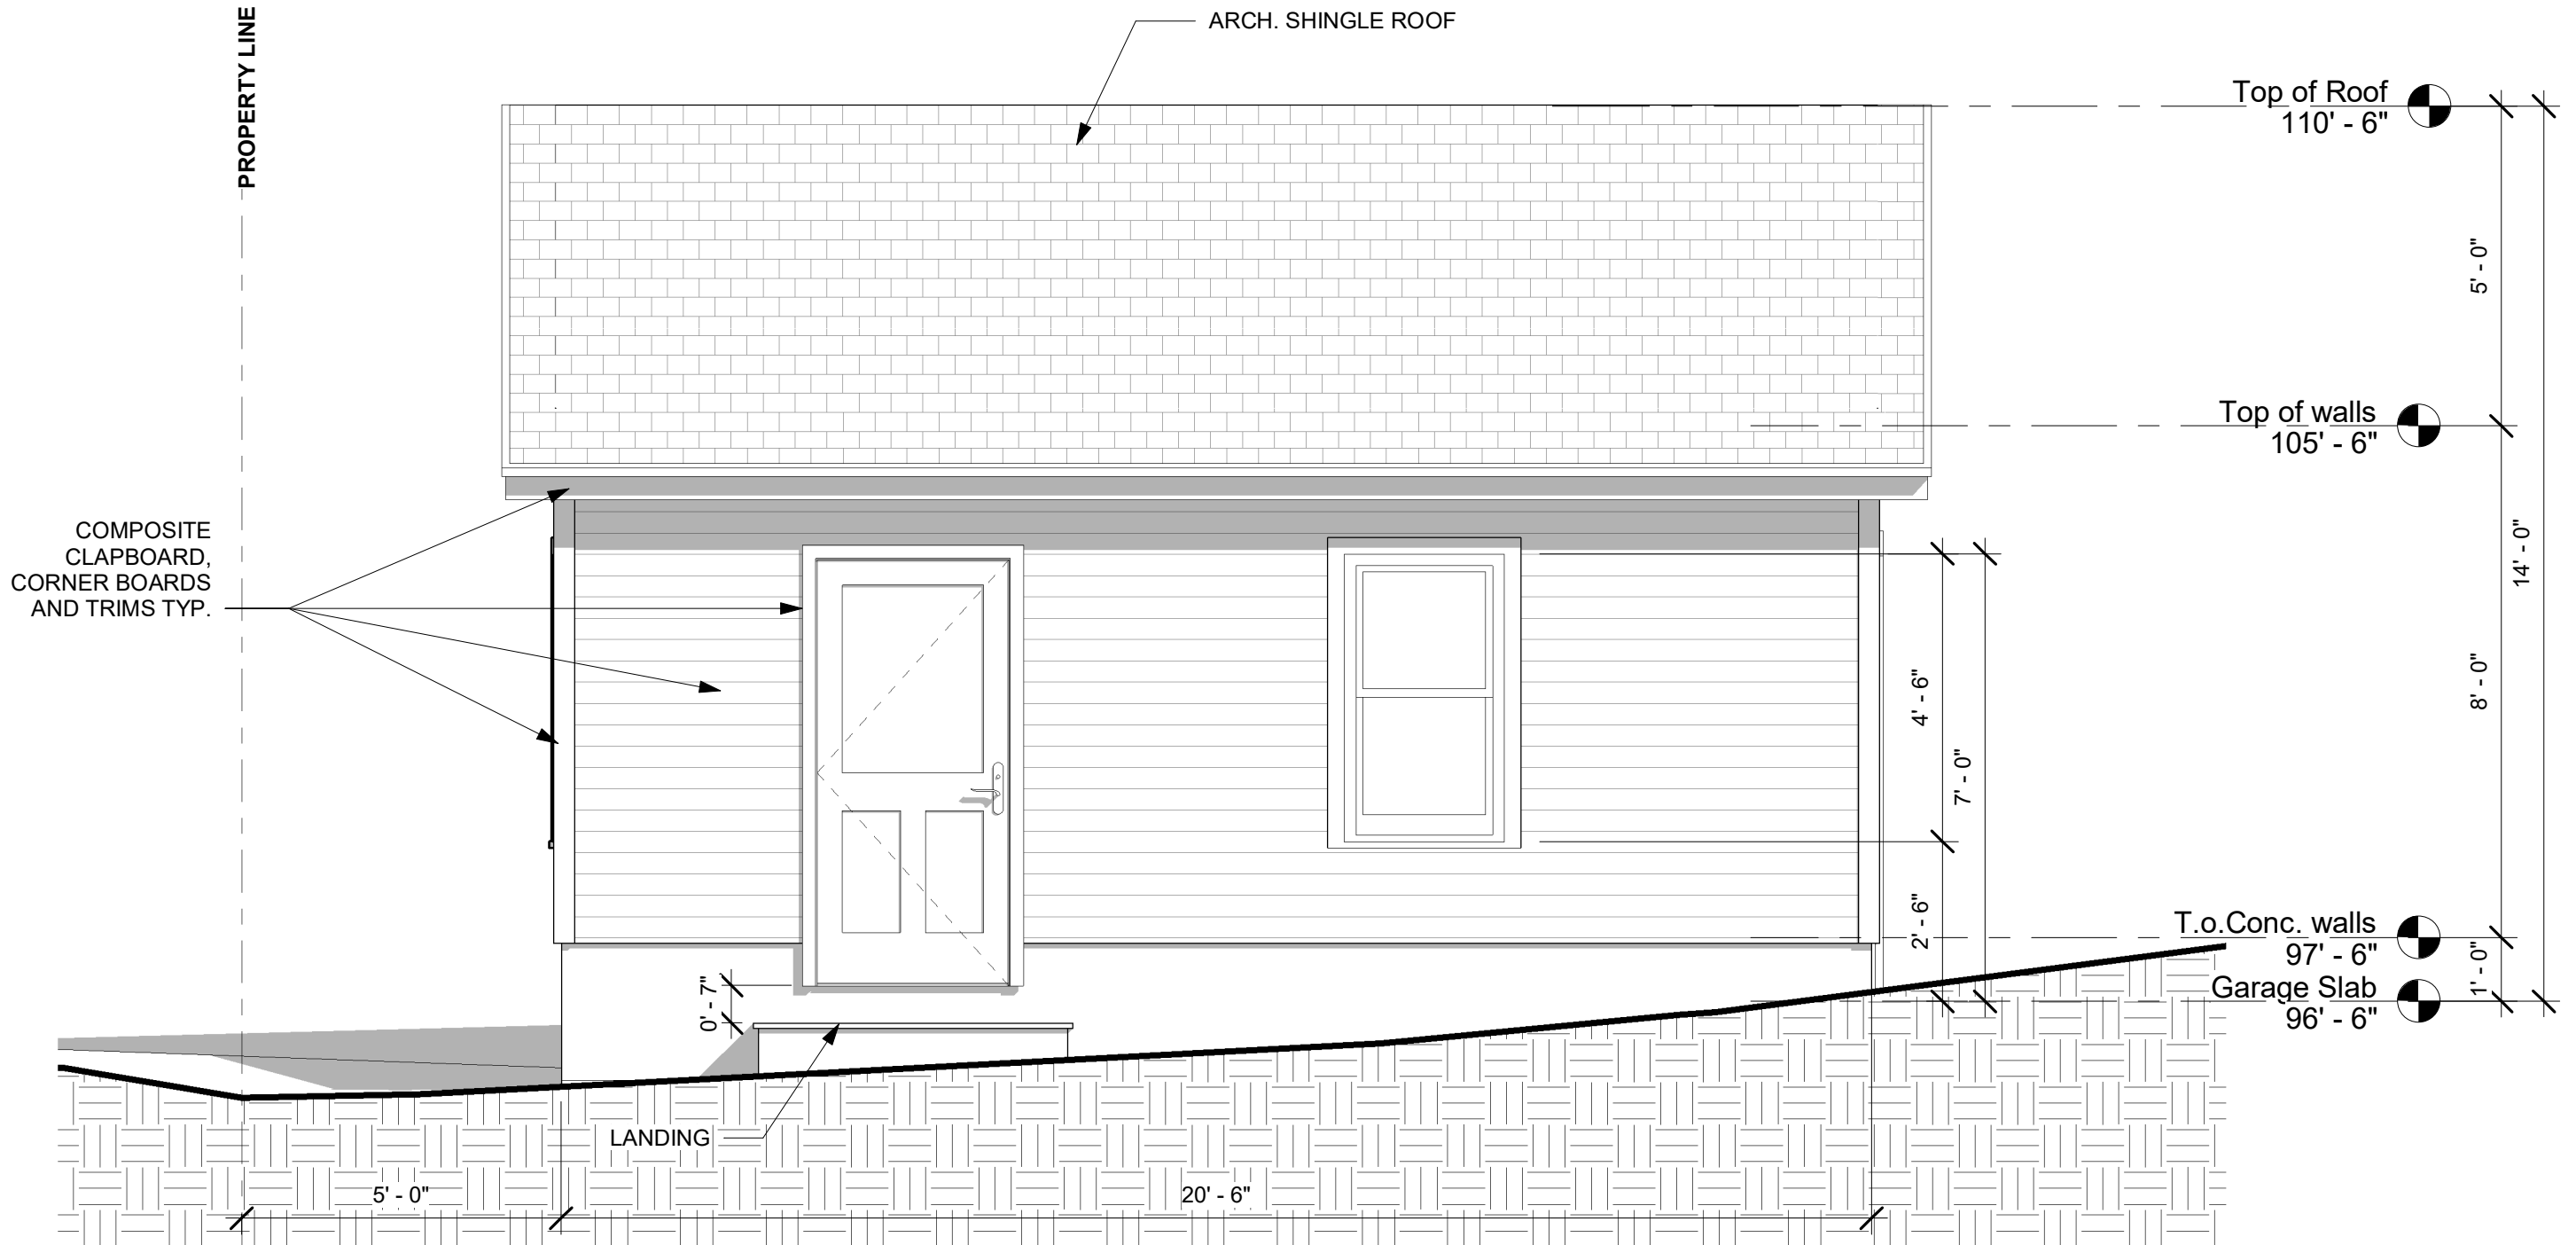 PROPERTY LINE
ARCH. SHINGLE ROOF
Top of Roof
110' - 6"
5' - 0"
Top of walls
105' - 6"
COMPOSITE
CLAPBOARD,
CORNER BOARDS
AND TRIMS TYP.
14' - 0"
8' - 0"
4' - 6"
7' - 0"
2' - 6"
T.o.Conc. walls
97' - 6"
1' - 0"
Garage Slab
96' - 6"
0' - 7"
LANDING
5' - 0"
20' - 6"